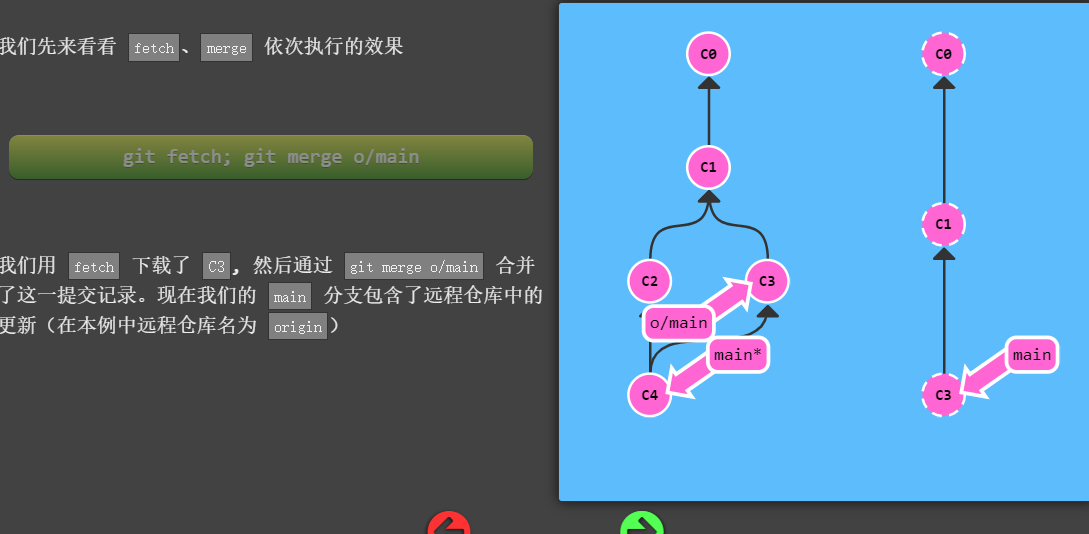 我们先来看看 fetch、merge 依次执行的效果
git fetch; git merge o/main
我们用 fetch 下载了 C3, 然后通过 git merge o/main 合并
了这一提交记录。现在我们的 main 分支包含了远程仓库中的
更新（在本例中远程仓库名为 origin）
C0
C1
C2
C3
o/main
main*
C4
C0
C1
main
C3